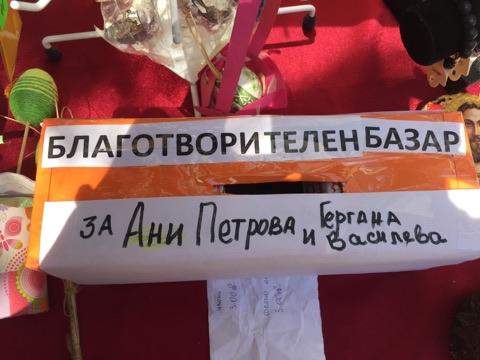 БЛАГОТВОРИТЕЛЕН БАЗАР
ЗА АНИ ПЕТРОВА И ГЕРГАНА ВАСИЛЕВА